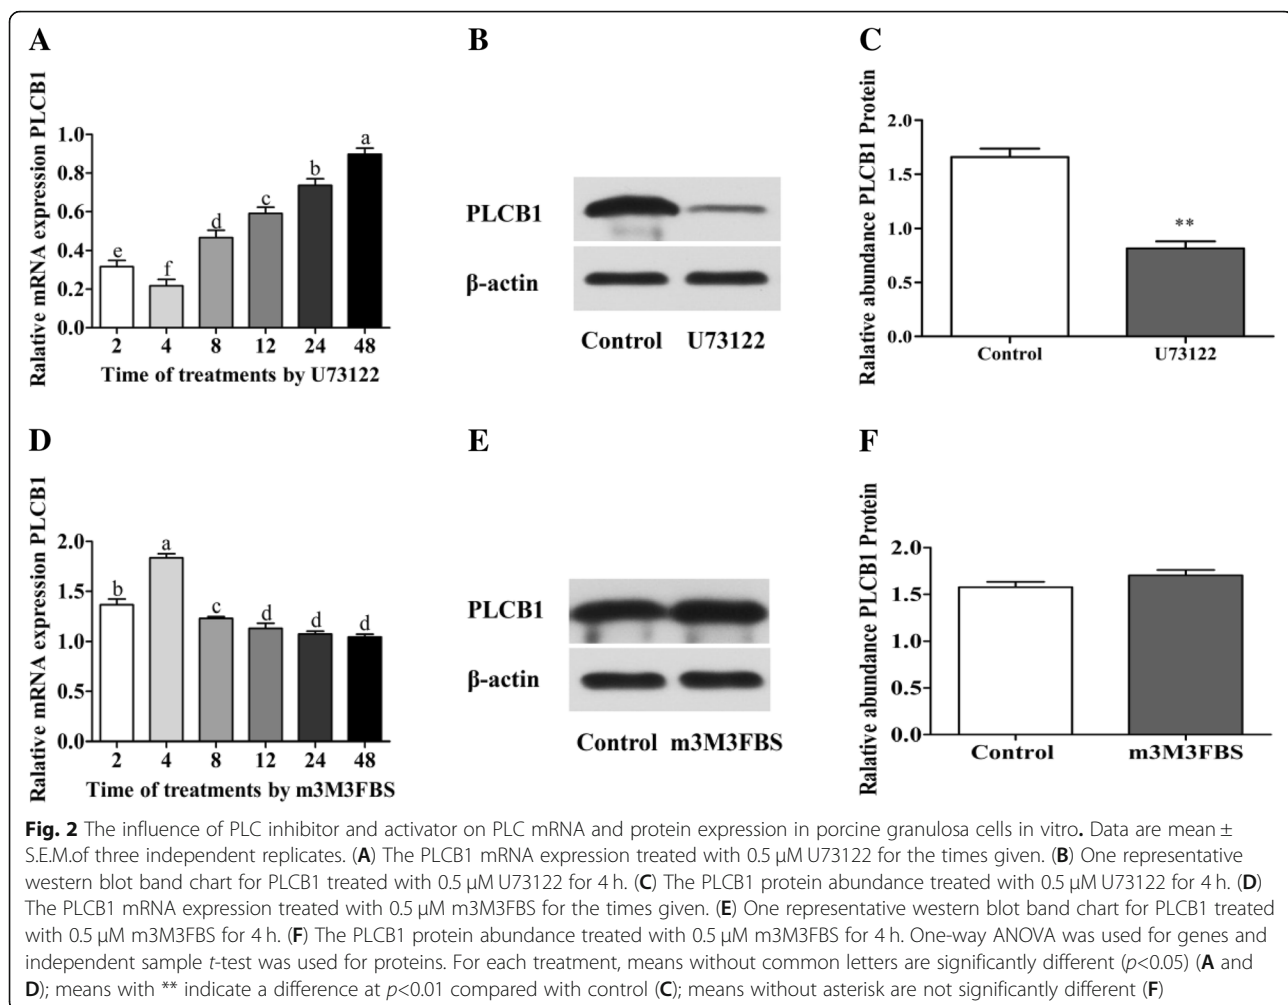 A
Ralative mRNA expression PLCB1
1.0
0.8
0.6
0.4
0.2
0.0
e
f
d
c
b
a
2 4 8 12 24 48
Time of treatments by U73122
B
PLCB1
β-actin
Control U73122
C
Ralative abundance PLCB1 Protein
2.0
1.5
1.0
0.5
0.0
**
Control U73122
D
Ralative mRNA expression PLCB1
2.0
1.5
1.0
0.5
0.0
b
a
c
d
d
d
2 4 8 12 24 48
Time of treatments by m3M3FBS
E
PLCB1
β-actin
Control m3M3FBS
F
Ralative abundance PLCB1 Protein
2.0
1.5
1.0
0.5
0.0
Control m3M3FBS
Fig. 2 The influence of PLC inhibitor and activator on PLC mRNA and protein expression in porcine granulosa cells in vitro. Data are mean ±
S.E.M.of three independent replicates. (A) The PLCB1 mRNA expression treated with 0.5 μM U73122 for the times given. (B) One representative
western blot band chart for PLCB1 treated with 0.5 μM U73122 for 4 h. (C) The PLCB1 protein abundance treated with 0.5 μM U73122 for 4 h. (D)
The PLCB1 mRNA expression treated with 0.5 μM m3M3FBS for the times given. (E) One representative western blot band chart for PLCB1 treated
with 0.5 μM m3M3FBS for 4 h. (F) The PLCB1 protein abundance treated with 0.5 μM m3M3FBS for 4 h. One-way ANOVA was used for genes and
independent sample t-test was used for proteins. For each treatment, means without common letters are significantly different (p<0.05) (A and
D); means with ** indicate a difference at p<0.01 compared with control (C); means without asterisk are not significantly different (F)